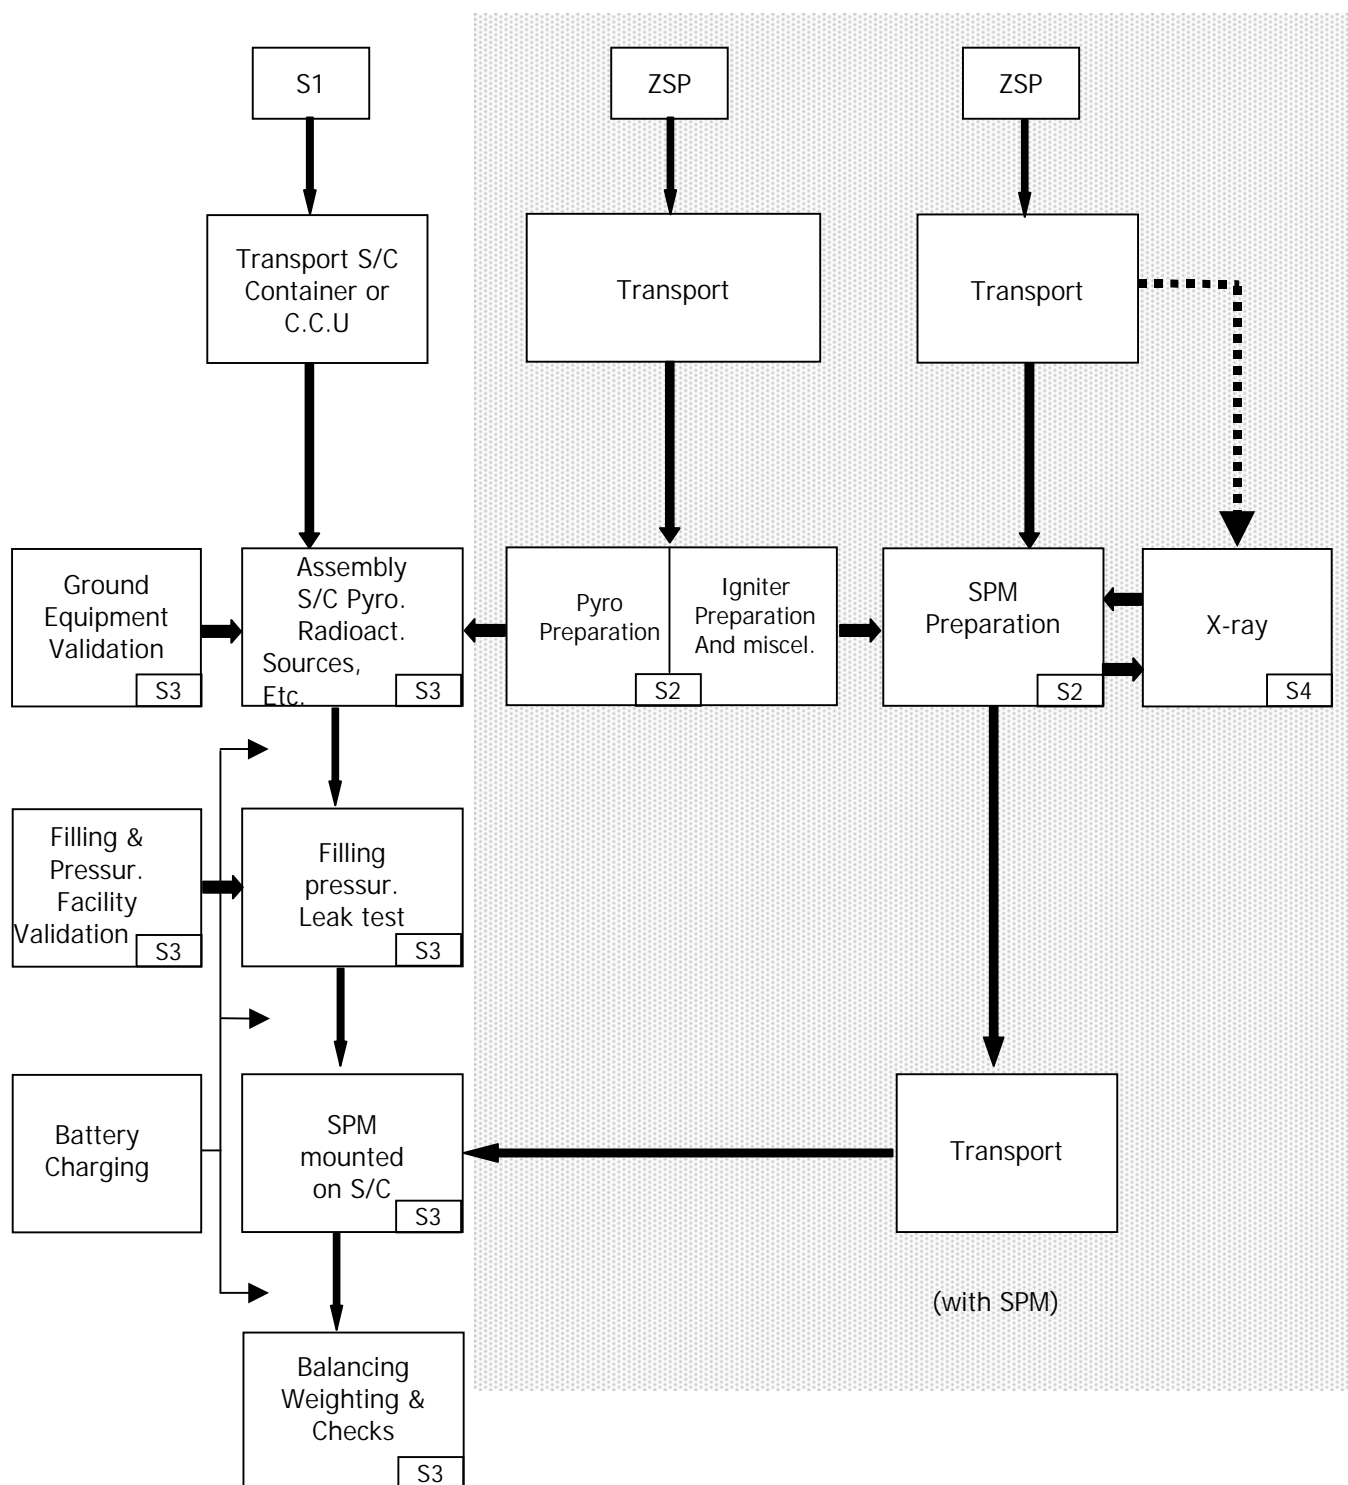 S1
ZSP
ZSP
Transport S/C
Container or
C.C.U
Transport
Transport
Ground
Equipment
Validation
S3
Assembly
S/C Pyro.
Radioact.
Sources,
Etc.
S3
Pyro
Preparation
Igniter
Preparation
And miscel.
S2
SPM
Preparation
S2
X-ray
S4
Filling &
Pressur.
Facility
Validation
S3
Filling
pressur.
Leak test
S3
Battery
Charging
SPM
mounted
on S/C
S3
Transport
(with SPM)
Balancing
Weighting &
Checks
S3